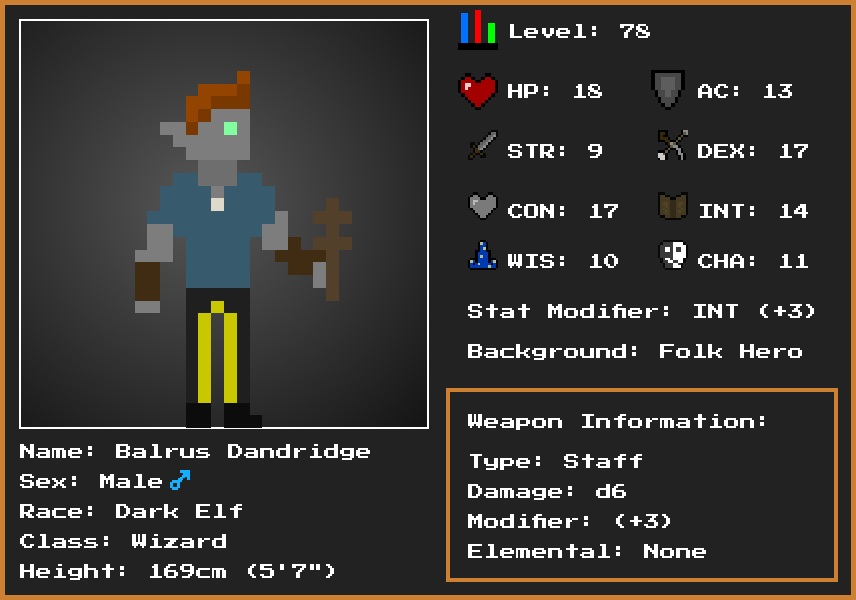 Level: 78
HP: 18 AC: 13
STR: 9 DEX: 17
CON: 17 INT: 14
WIS: 10 CHA: 11
Stat Modifier: INT (+3)
Background: Folk Hero
Weapon Information:
Type: Staff
Damage: d6
Modifier: (+3)
Elemental: None
Name: Balrus Dandridge
Sex: Male♂
Race: Dark Elf
Class: Wizard
Height: 169cm (5'7")